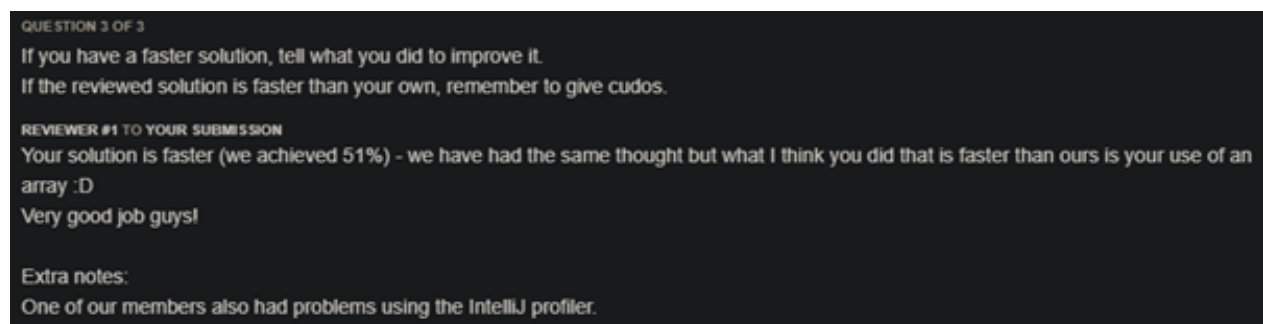 QUESTION 3 OF 3
If you have a faster solution, tell what you did to improve it.
If the reviewed solution is faster than your own, remember to give cudos.
REVIEWER #1 TO YOUR SUBMISSION
Your solution is faster (we achieved 51%) - we have had the same thought but what I think you did that is faster than ours is your use of an
array :D
Very good job guys!
Extra notes:
One of our members also had problems using the IntelliJ profiler.